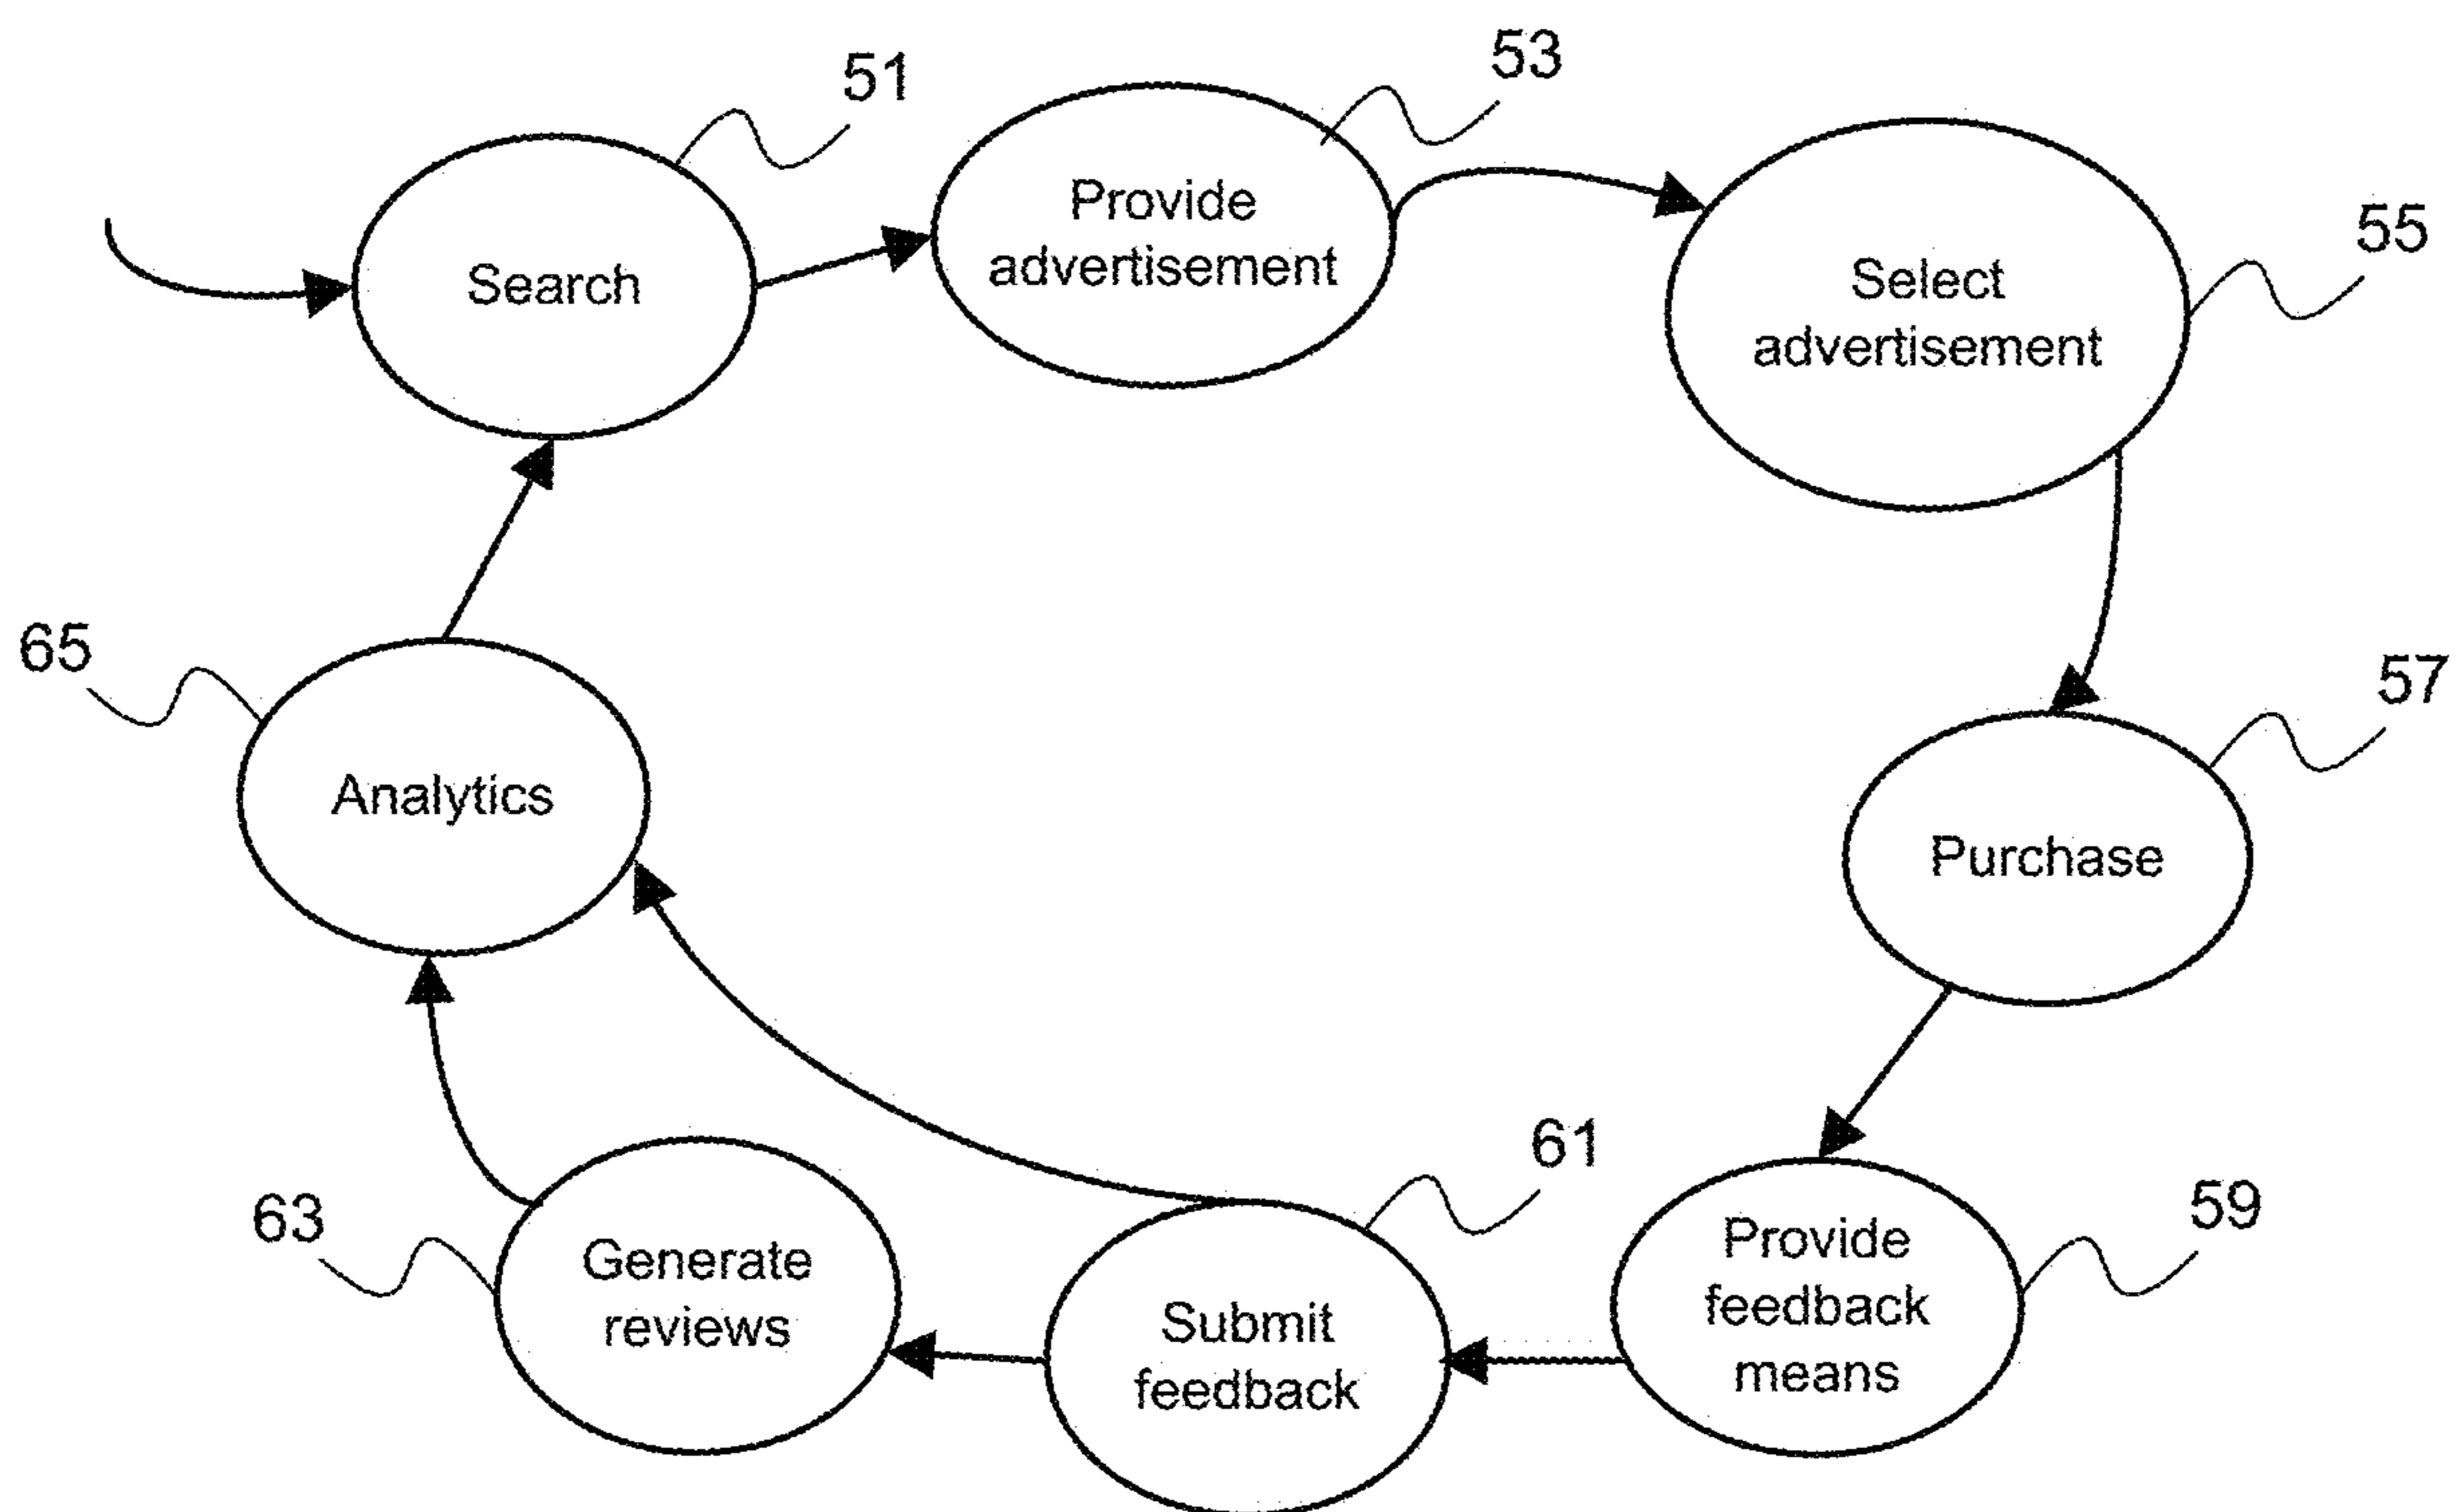 51
53
Search
Provide
advertisement
Select
advertisement
55
65
Analytics
57
Purchase
61
63
Generate
reviews
Submit
feedback
Provide
feedback
means
59